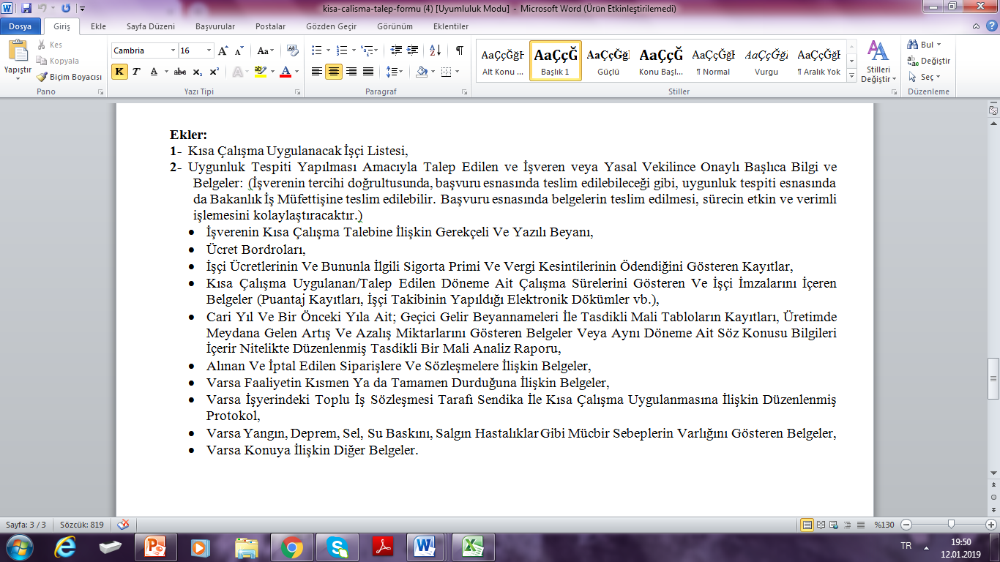 kisa-calisma-talep-formu (4) [Uyumluluk Modu] - Microsoft Word (Ürün Etkinleştirilemedi)
Dosya Giriş Ekle Sayfa Düzeni Başvurular Postalar Gözden Geçir Görünüm Eklentiler
Yapıştır
Kes
Kopyala
Biçim Boyacısı
Pano
Cambria 16
Yazı Tipi
Paragraf
AaÇçĞğH AaÇçĞ AaÇçĞğl AaÇçĞ AaÇçĞğH AaÇçĞğl AaÇçĞğH
Alt Konu ... Başlık 1 Güçlü Konu Başl... ¶ Normal Vurgu ¶ Aralık Yok
Stiller
Stilleri
Değiştir
Bul
Değiştir
Seç
Düzenleme
Ekler:
1- Kısa Çalışma Uygulanacak İşçi Listesi,
2- Uygunluk Tespiti Yapılması Amacıyla Talep Edilen ve İşveren veya Yasal Vekilince Onaylı Başlıca Bilgi ve
Belgeler: (İşverenin tercihi doğrultusunda, başvuru esnasında teslim edilebileceği gibi, uygunluk tespiti esnasında
da Bakanlık İş Müfettişine teslim edilebilir. Başvuru esnasında belgelerin teslim edilmesi, sürecin etkin ve verimli
işlemesini kolaylaştıracaktır.)
• İşverenin Kısa Çalışma Talebine İlişkin Gerekçeli Ve Yazılı Beyanı,
• Ücret Bordroları,
• İşçi Ücretlerinin Ve Bununla İlgili Sigorta Primi Ve Vergi Kesintilerinin Ödendiğini Gösteren Kayıtlar,
• Kısa Çalışma Uygulanan/Talep Edilen Döneme Ait Çalışma Sürelerini Gösteren Ve İşçi İmzalarını İçeren
Belgeler (Puantaj Kayıtları, İşçi Takibinin Yapıldığı Elektronik Dökümler vb.),
• Cari Yıl Ve Bir Önceki Yıla Ait; Geçici Gelir Beyannameleri İle Tasdikli Mali Tabloların Kayıtları, Üretimde
Meydana Gelen Artış Ve Azalış Miktarlarını Gösteren Belgeler Veya Aynı Döneme Ait Söz Konusu Bilgileri
İçerir Nitelikte Düzenlenmiş Tasdikli Bir Mali Analiz Raporu,
• Alınan Ve İptal Edilen Siparişlere Ve Sözleşmelere İlişkin Belgeler,
• Varsa Faaliyetin Kısmen Ya da Tamamen Durduğuna İlişkin Belgeler,
• Varsa İşyerindeki Toplu İş Sözleşmesi Tarafı Sendika İle Kısa Çalışma Uygulanmasına İlişkin Düzenlenmiş
Protokol,
• Varsa Yangın, Deprem, Sel, Su Baskını, Salgın Hastalıklar Gibi Mücbir Sebeplerin Varlığını Gösteren Belgeler,
• Varsa Konuya İlişkin Diğer Belgeler.
Sayfa: 3 / 3 Sözcük: 819 %130
TR 19:50
12.01.2019